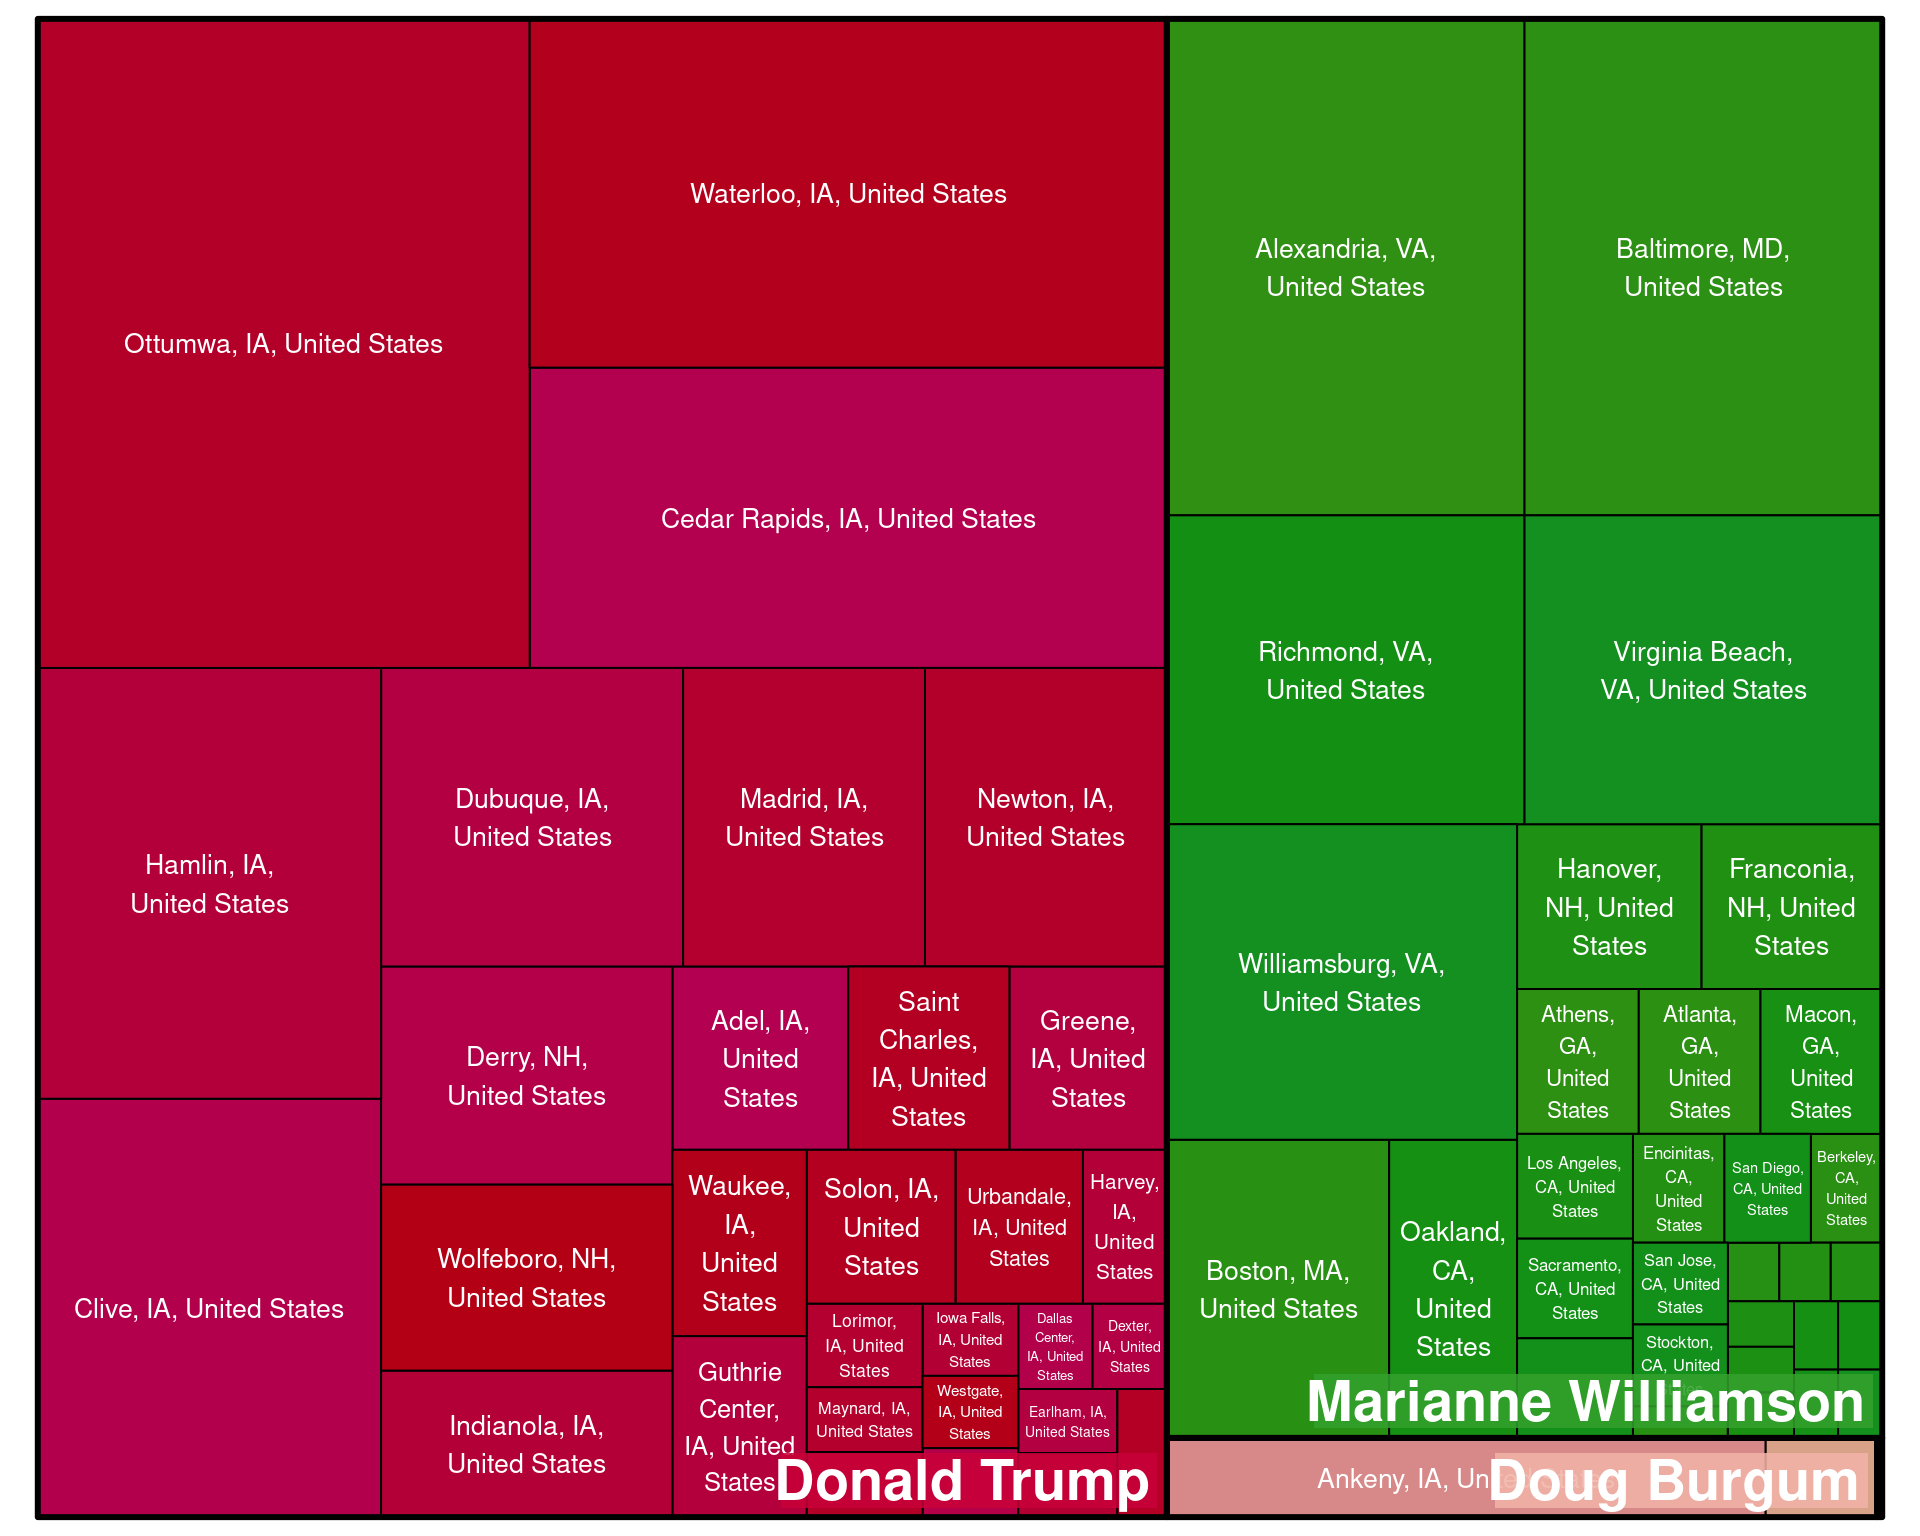 Ottumwa, IA, United States
Waterloo, IA, United States
Cedar Rapids, IA, United States
Hamlin, IA,
United States
Clive, IA, United States
Dubuque, IA,
United States
Madrid, IA,
United States
Newton, IA,
United States
Derry, NH,
United States
Wolfeboro, NH,
United States
Indianola, IA,
United States
Adel, IA,
United
States
Saint
Charles,
IA, United
States
Greene,
IA, United
States
Waukee,
IA,
United
States
Guthrie
Center,
IA, United
States
Solon, IA,
United
States
Urbandale,
IA, United
States
Harvey,
IA,
United
States
Lorimor,
IA, United
States
Maynard, IA,
United States
Iowa Falls,
IA, United
States
Westgate,
IA, United
States
Dallas
Center,
IA, United
States
Dexter,
IA, United
States
Earlham, IA,
United States
Donald Trump
Alexandria, VA,
United States
Baltimore, MD,
United States
Richmond, VA,
United States
Virginia Beach,
VA, United States
Williamsburg, VA,
United States
Hanover,
NH, United
States
Franconia,
NH, United
States
Athens,
GA,
United
States
Atlanta,
GA,
United
States
Macon,
GA,
United
States
Boston, MA,
United States
Oakland,
CA,
United
States
Los Angeles,
CA, United
States
Sacramento,
CA, United
States
Encinitas,
CA,
United
States
San Diego,
CA, United
States
Berkeley,
CA,
United
States
San Jose,
CA, United
States
Stockton,
CA, United
Marianne Williamson
Ankeny, IA, United States
Doug Burgum